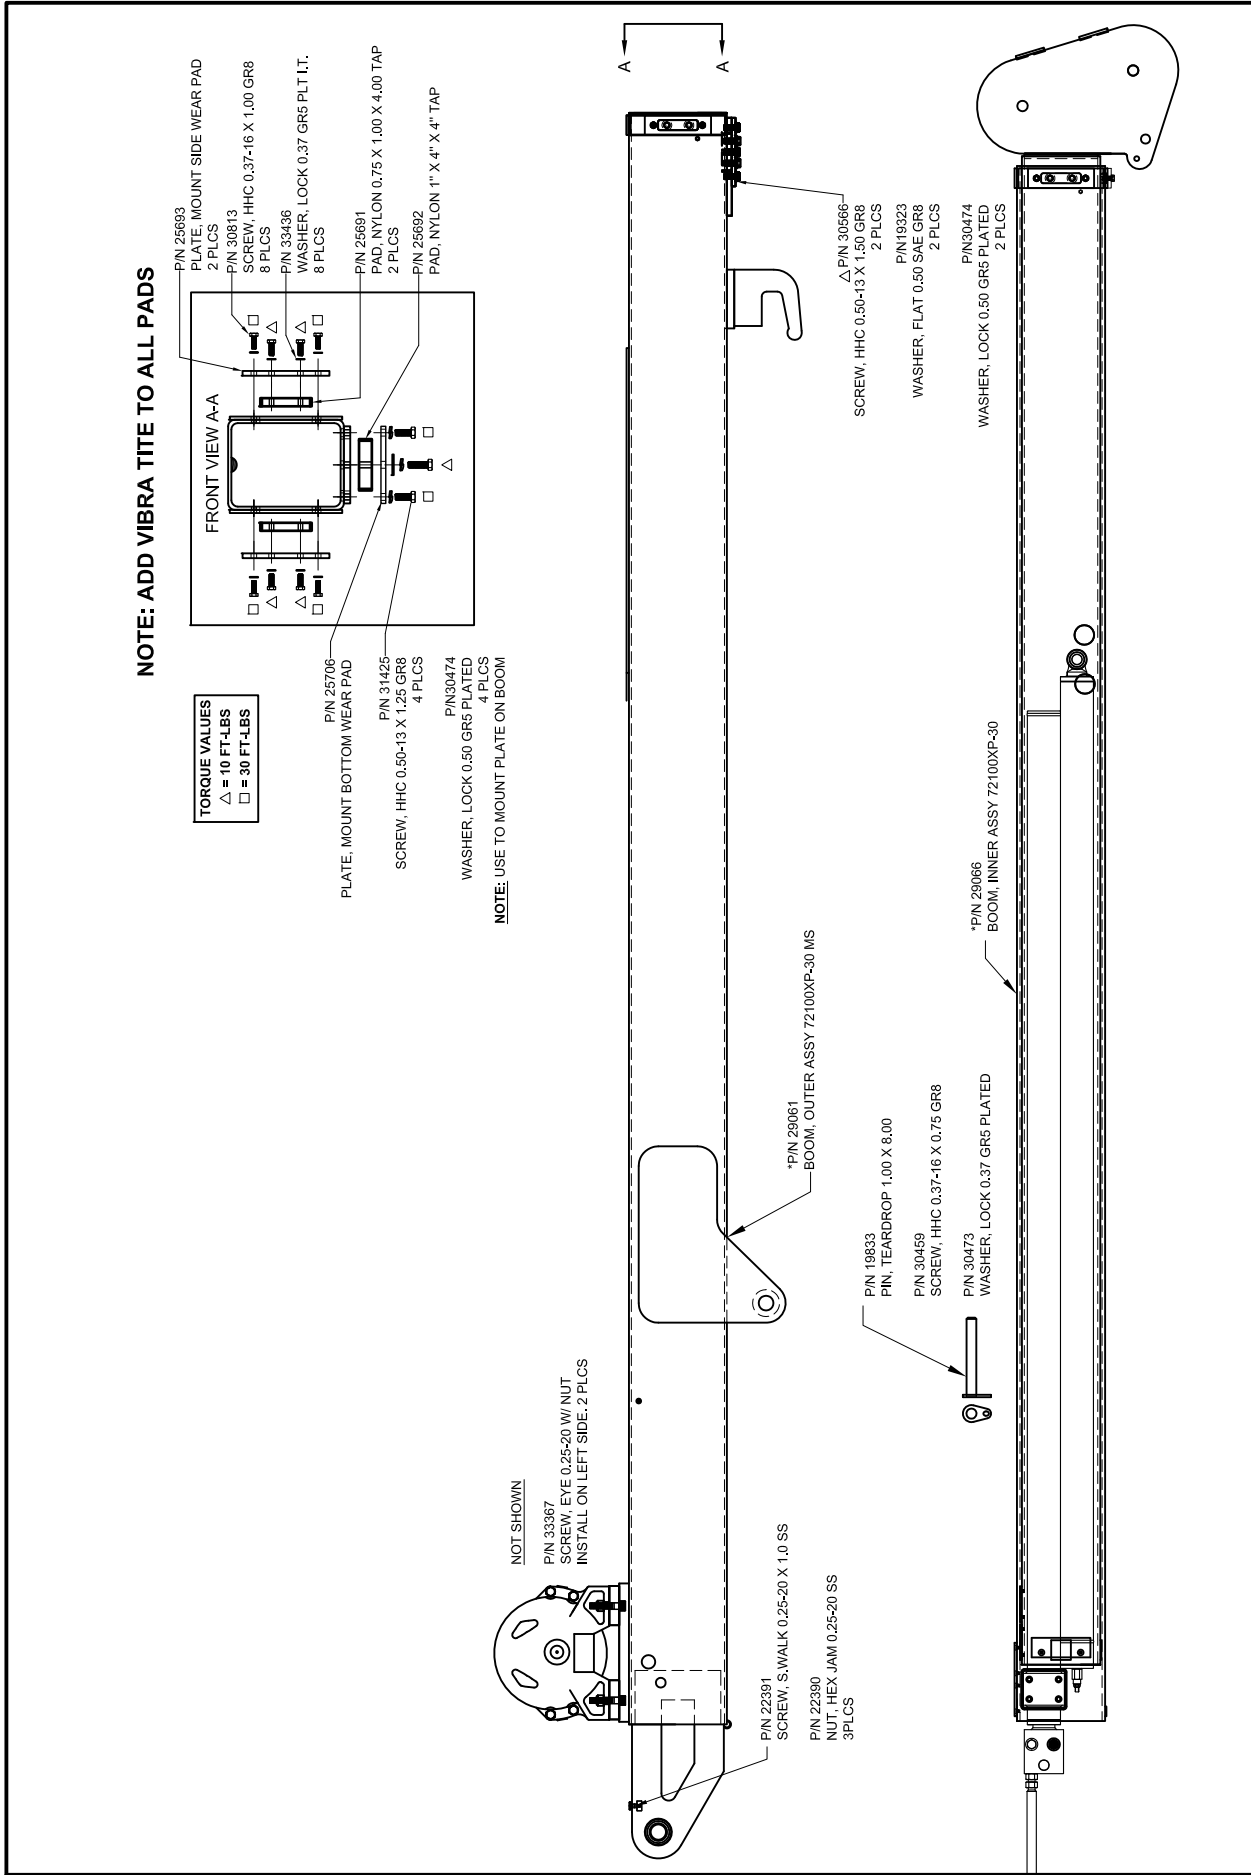 NOTE: ADD VIBRA TITE TO ALL PADS
TORQUE VALUES
△ = 10 FT-LBS
□ = 30 FT-LBS
FRONT VIEW A-A
P/N 25693
PLATE, MOUNT SIDE WEAR PAD
2 PLCS
P/N 30813
SCREW, HHC 0.37-16 X 1.00 GR8
8 PLCS
P/N 33436
WASHER, LOCK 0.37 GR5 PLT I.T.
8 PLCS
P/N 25691
PAD, NYLON 0.75 X 1.00 X 4.00 TAP
2 PLCS
P/N 25692
PAD, NYLON 1" X 4" X 4" TAP
P/N 25706
PLATE, MOUNT BOTTOM WEAR PAD
P/N 31425
SCREW, HHC 0.50-13 X 1.25 GR8
4 PLCS
P/N30474
WASHER, LOCK 0.50 GR5 PLATED
4 PLCS
NOTE: USE TO MOUNT PLATE ON BOOM
A
A
NOT SHOWN
P/N 33367
SCREW, EYE 0.25-20 W/ NUT
INSTALL ON LEFT SIDE. 2 PLCS
P/N 22391
SCREW, S.WALK 0.25-20 X 1.0 SS
P/N 22390
NUT, HEX JAM 0.25-20 SS
3PLCS
*P/N 29061
BOOM, OUTER ASSY 72100XP-30 MS
△ P/N 30566
SCREW, HHC 0.50-13 X 1.50 GR8
2 PLCS
P/N19323
WASHER, FLAT 0.50 SAE GR8
2 PLCS
P/N30474
WASHER, LOCK 0.50 GR5 PLATED
2 PLCS
P/N 19833
PIN, TEARDROP 1.00 X 8.00
P/N 30459
SCREW, HHC 0.37-16 X 0.75 GR8
P/N 30473
WASHER, LOCK 0.37 GR5 PLATED
*P/N 29066
BOOM, INNER ASSY 72100XP-30